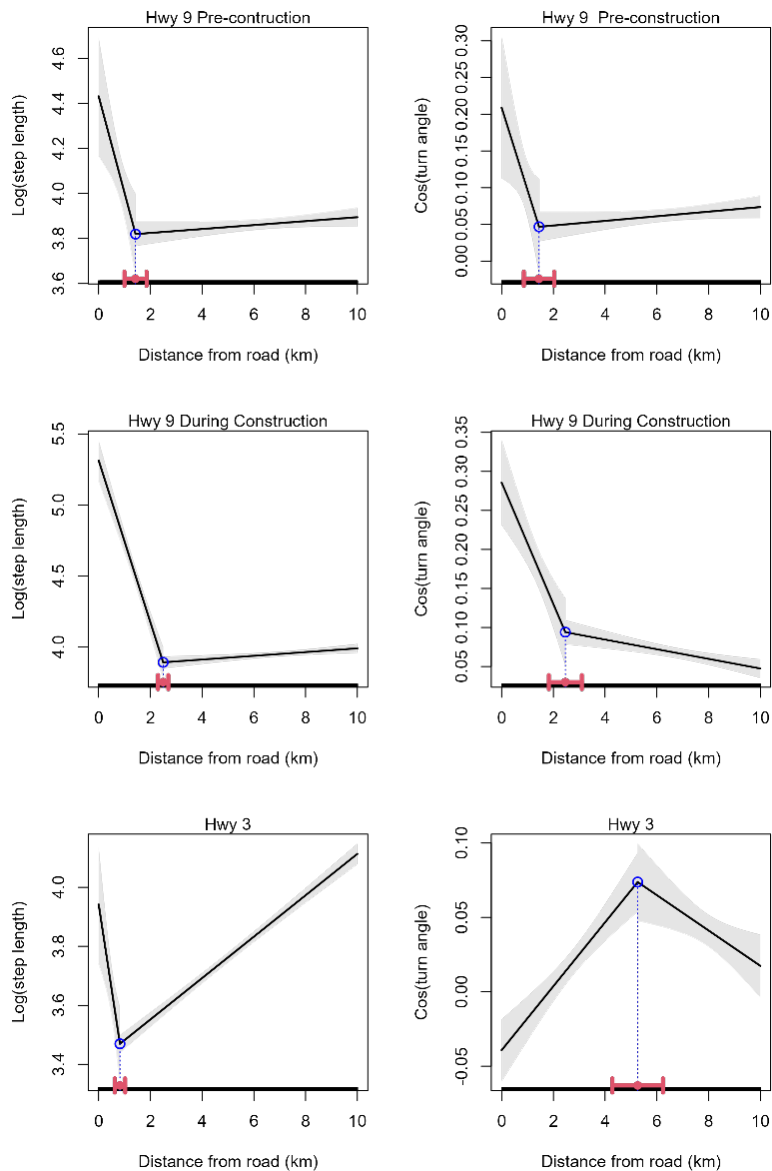 Hwy 9 Pre-contruction
Log(step length)
4.6
4.4
4.2
4.0
3.8
3.6
0 2 4 6 8 10
Distance from road (km)
Hwy 9  Pre-construction
Cos(turn angle)
0.30
0.25
0.20
0.15
0.10
0.05
0.00
0 2 4 6 8 10
Distance from road (km)
Hwy 9 During Construction
Log(step length)
5.5
5.0
4.5
4.0
0 2 4 6 8 10
Distance from road (km)
Hwy 9 During Construction
Cos(turn angle)
0.35
0.30
0.25
0.20
0.15
0.10
0.05
0 2 4 6 8 10
Distance from road (km)
Hwy 3
Log(step length)
4.0
3.8
3.6
3.4
0 2 4 6 8 10
Distance from road (km)
Hwy 3
Cos(turn angle)
0.10
0.05
0.00
-0.05
0 2 4 6 8 10
Distance from road (km)